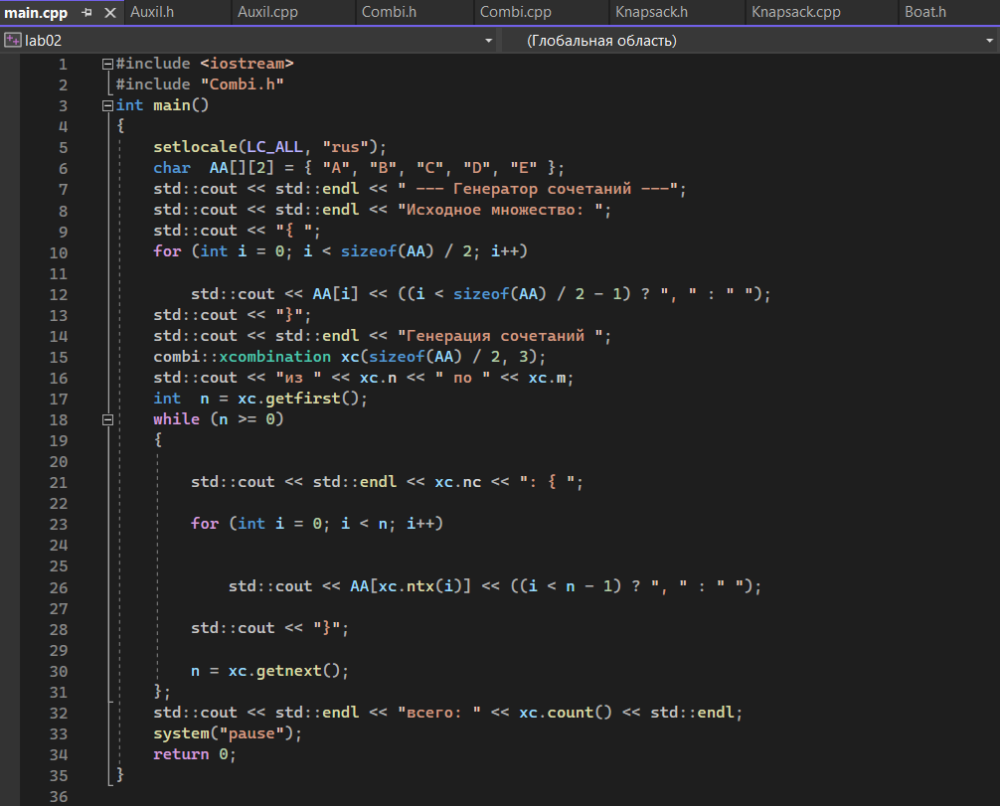 main.cpp Auxil.h Auxil.cpp Combi.h Combi.cpp Knapsack.h Knapsack.cpp Boat.h
lab02 (Глобальная область)
1 #include <iostream>
2 #include "Combi.h"
3 int main()
4 {
5 setlocale(LC_ALL, "rus");
6 char  AA[][2] = { "A", "B", "C", "D", "E" };
7 std::cout << std::endl << " --- Генератор сочетаний ---";
8 std::cout << std::endl << "Исходное множество: ";
9 std::cout << "{ ";
10 for (int i = 0; i < sizeof(AA) / 2; i++)
11
12 std::cout << AA[i] << ((i < sizeof(AA) / 2 - 1) ? ", " : " ");
13 std::cout << "}";
14 std::cout << std::endl << "Генерация сочетаний ";
15 combi::xcombination xc(sizeof(AA) / 2, 3);
16 std::cout << "из " << xc.n << " по " << xc.m;
17 int  n = xc.getfirst();
18 while (n >= 0)
19 {
20
21 std::cout << std::endl << xc.nc << ": { ";
22
23 for (int i = 0; i < n; i++)
24
25
26 std::cout << AA[xc.ntx(i)] << ((i < n - 1) ? ", " : " ");
27
28 std::cout << "}";
29
30 n = xc.getnext();
31 };
32 std::cout << std::endl << "всего: " << xc.count() << std::endl;
33 system("pause");
34 return 0;
35 }
36